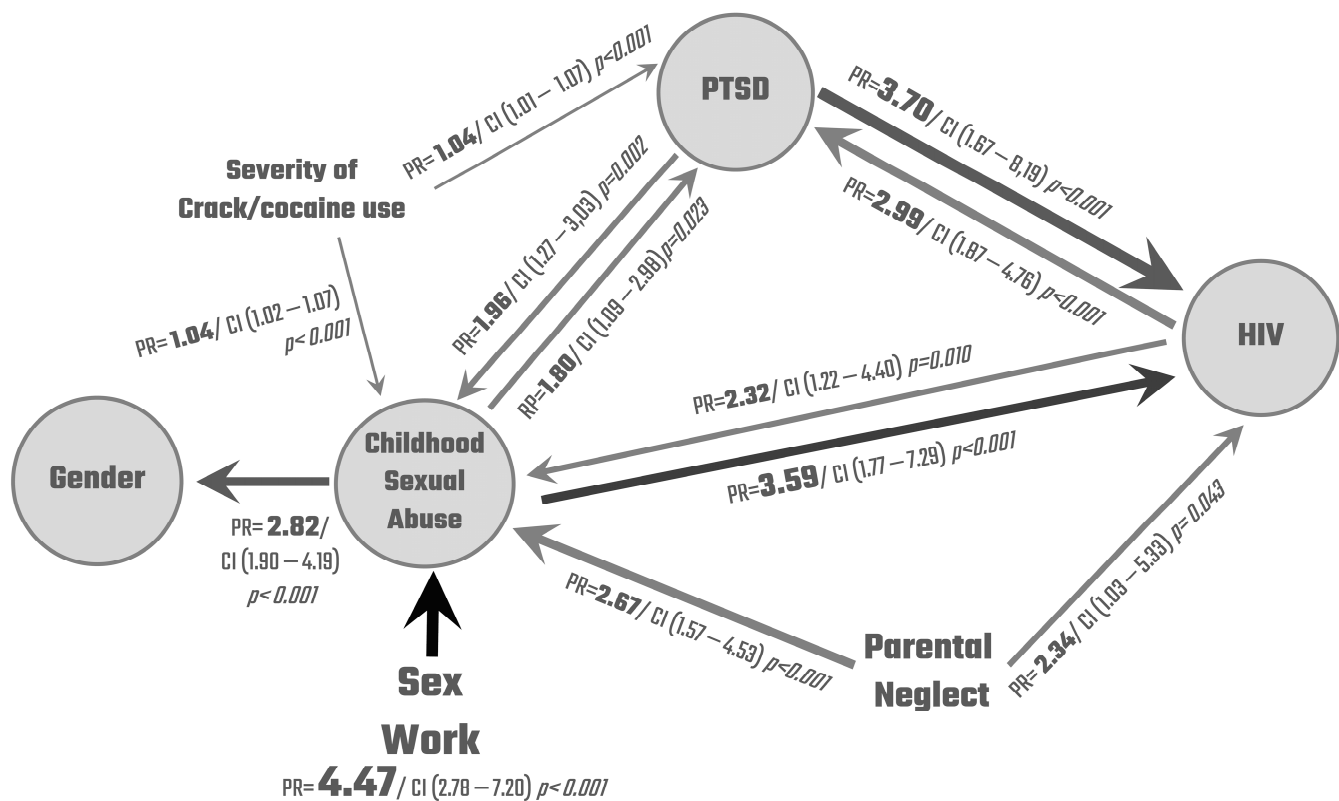 PTSD
PR= 1.04/ CI (1.01 – 1.07) p<0.001
PR=3.70/ CI (1.67 – 8,19) p<0.001
Severity of
Crack/cocaine use
PR=1.96/ CI (1.27 – 3,03) p=0.002
RP=1.80/ CI (1.09 – 2.98)p=0.023
PR=2.99/ CI (1.87 – 4.76) p<0.001
HIV
PR= 1.04/ CI (1.02 – 1.07)
p< 0.001
PR=2.32/ CI (1.22 – 4.40) p=0.010
PR=3.59/ CI (1.77 – 7.29) p<0.001
Gender
Childhood
Sexual
Abuse
PR= 2.82/
CI (1.90 – 4.19)
p< 0.001
PR=2.67/ CI (1.57 – 4.53) p<0.001
PR= 2.34/ CI (1.03 – 5.33) p= 0.043
Parental
Neglect
Sex
Work
PR= 4.47/ CI (2.78 – 7.20) p< 0.001